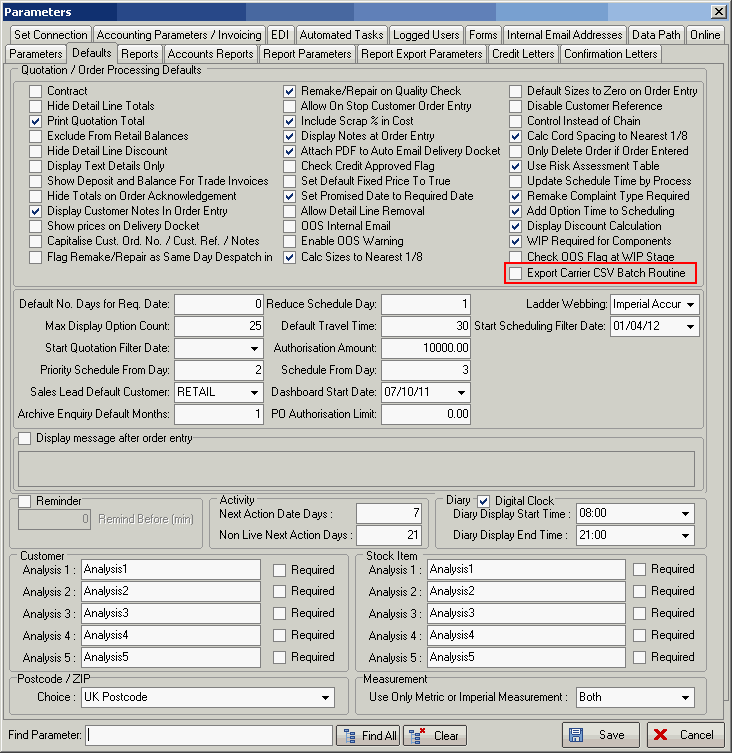 Parameters
Set Connection Accounting Parameters / Invoicing EDI Automated Tasks Logged Users Forms Internal Email Addresses Data Path Online
Parameters Defaults Reports Accounts Reports Report Parameters Report Export Parameters Credit Letters Confirmation Letters
Quotation / Order Processing Defaults
Contract
Hide Detail Line Totals
Print Quotation Total
Exclude From Retail Balances
Hide Detail Line Discount
Display Text Details Only
Show Deposit and Balance For Trade Invoices
Hide Totals on Order Acknowledgement
Display Customer Notes In Order Entry
Show prices on Delivery Docket
Capitalise Cust. Ord. No. / Cust. Ref. / Notes
Flag Remake/Repair as Same Day Despatch in
Remake/Repair on Quality Check
Allow On Stop Customer Order Entry
Include Scrap % in Cost
Display Notes at Order Entry
Attach PDF to Auto Email Delivery Docket
Check Credit Approved Flag
Set Default Fixed Price To True
Set Promised Date to Required Date
Allow Detail Line Removal
OOS Internal Email
Enable OOS Warning
Calc Sizes to Nearest 1/8
Default Sizes to Zero on Order Entry
Disable Customer Reference
Control Instead of Chain
Calc Cord Spacing to Nearest 1/8
Only Delete Order if Order Entered
Use Risk Assessment Table
Update Schedule Time by Process
Remake Complaint Type Required
Add Option Time to Scheduling
Display Discount Calculation
WIP Required for Components
Check OOS Flag at WIP Stage
Export Carrier CSV Batch Routine
Default No. Days for Req. Date: 0 Reduce Schedule Day: 1 Ladder Webbing: Imperial Accur
Max Display Option Count: 25 Default Travel Time: 30 Start Scheduling Filter Date: 01/04/12
Start Quotation Filter Date: Authorisation Amount: 10000.00
Priority Schedule From Day: 2 Schedule From Day: 3
Sales Lead Default Customer: RETAIL Dashboard Start Date: 07/10/11
Archive Enquiry Default Months: 1 PO Authorisation Limit: 0.00
Display message after order entry
Reminder
0 Remind Before (min)
Activity
Next Action Date Days : 7
Non Live Next Action Days : 21
Diary Digital Clock
Diary Display Start Time : 08:00
Diary Display End Time : 21:00
Customer
Analysis 1 : Analysis1 Required
Analysis 2 : Analysis2 Required
Analysis 3 : Analysis3 Required
Analysis 4 : Analysis4 Required
Analysis 5 : Analysis5 Required
Stock Item
Analysis 1 : Analysis1 Required
Analysis 2 : Analysis2 Required
Analysis 3 : Analysis3 Required
Analysis 4 : Analysis4 Required
Analysis 5 : Analysis5 Required
Postcode / ZIP
Choice : UK Postcode
Measurement
Use Only Metric or Imperial Measurement : Both
Find Parameter: Find All Clear Save Cancel